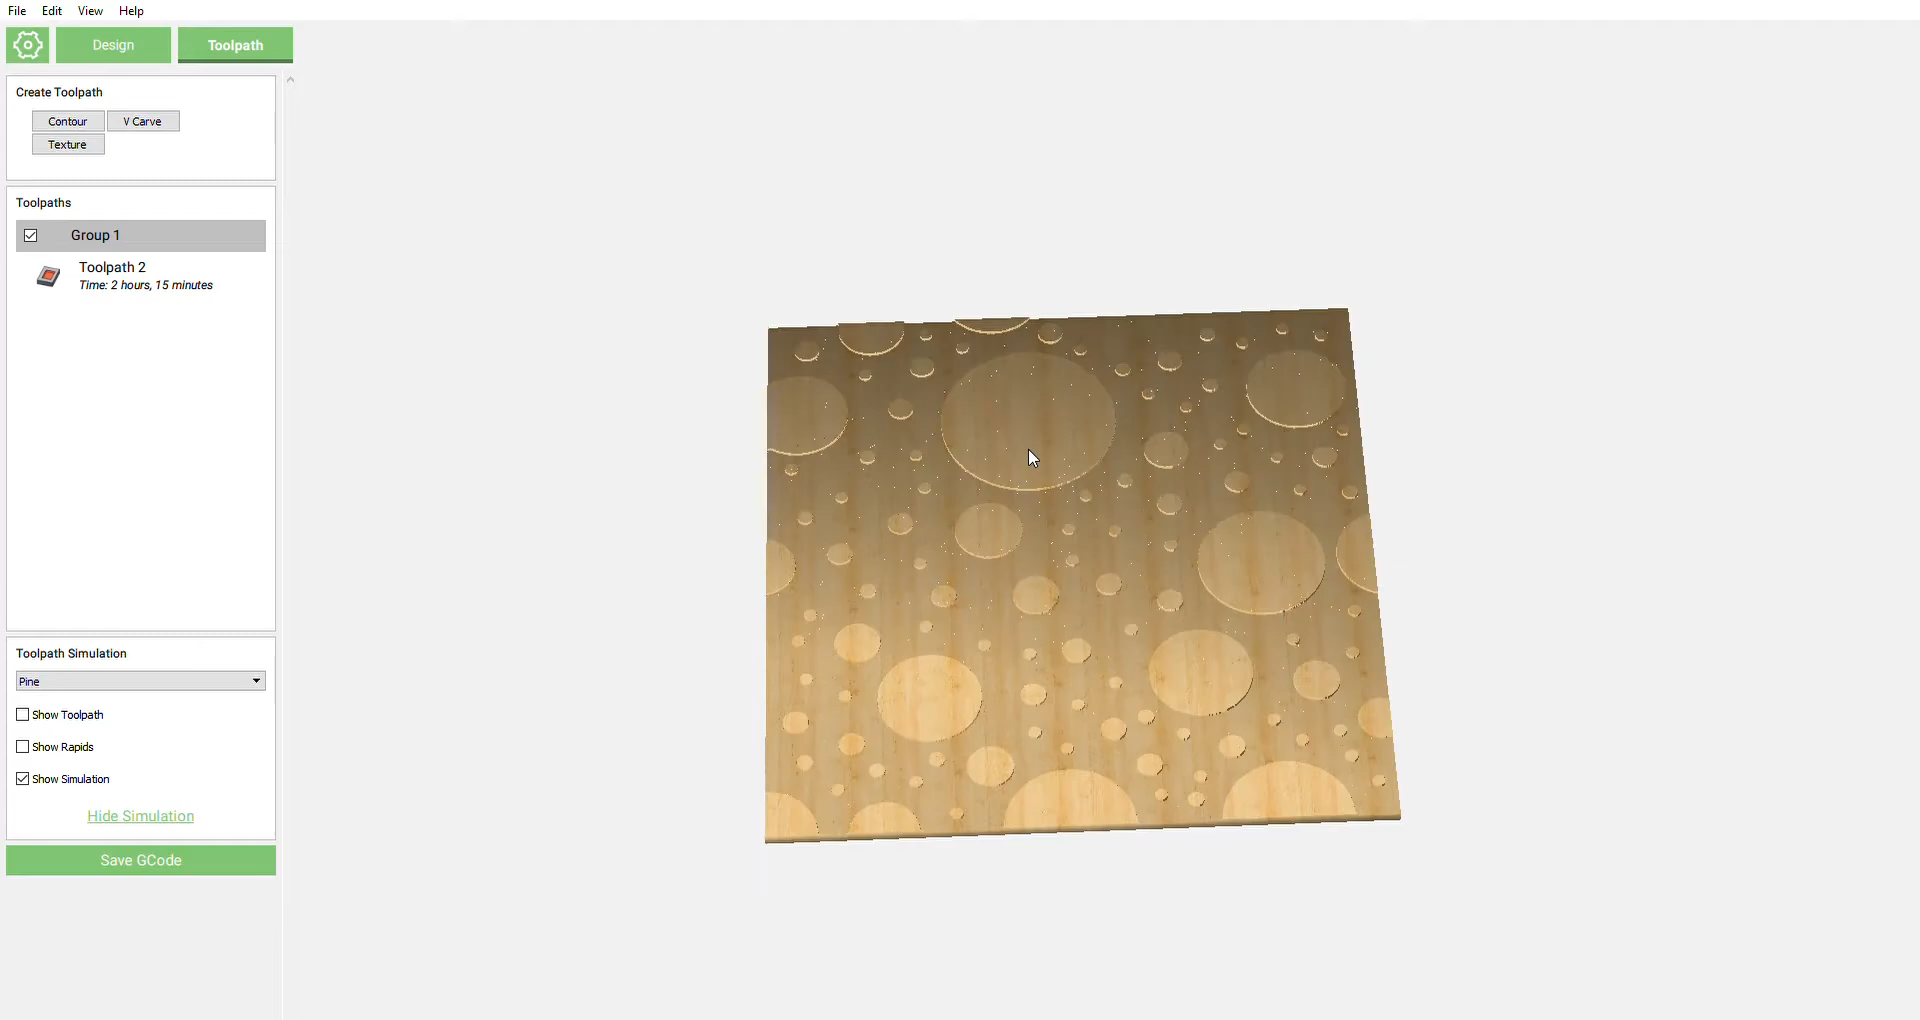 File Edit View Help
Design Toolpath
Create Toolpath
Contour V Carve
Texture
Toolpaths
Group 1
Toolpath 2
Time: 2 hours, 15 minutes
Toolpath Simulation
Pine
Show Toolpath
Show Rapids
Show Simulation
Hide Simulation
Save GCode